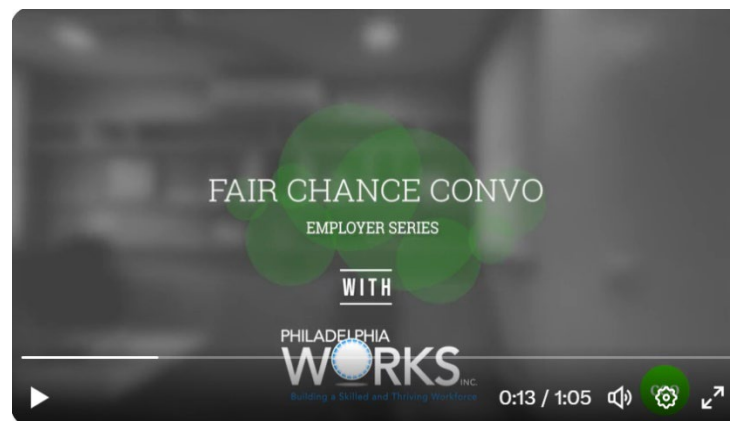 FAIR CHANCE CONVO
EMPLOYER SERIES
WITH
PHILADELPHIA
WORKS INC.
Building a Skilled and Thriving Workforce
0:13 / 1:05